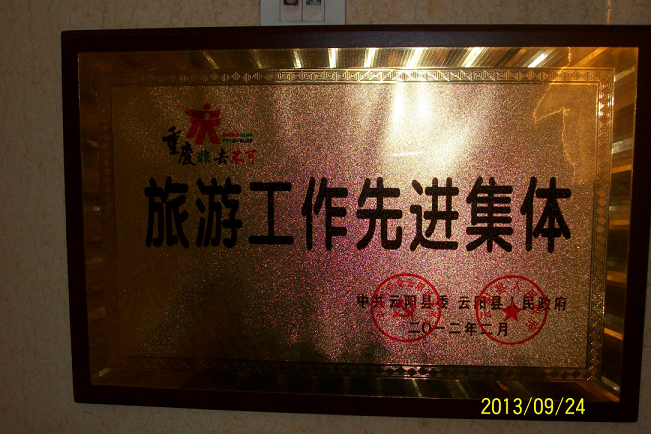 重庆非去不可
旅游工作先进集体
中共云阳县委 云阳县人民政府
二〇一二年二月
2013/09/24